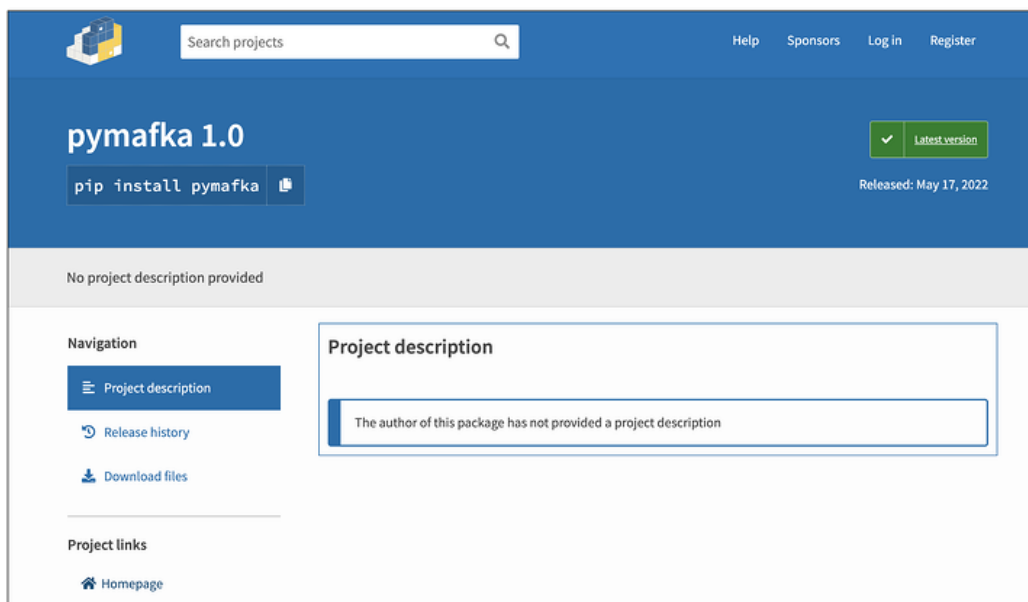 Search projects
Help Sponsors Log in Register
pymafka 1.0
Latest version
pip install pymafka
Released: May 17, 2022
No project description provided
Navigation
Project description
Release history
Download files
Project links
Homepage
Project description
The author of this package has not provided a project description